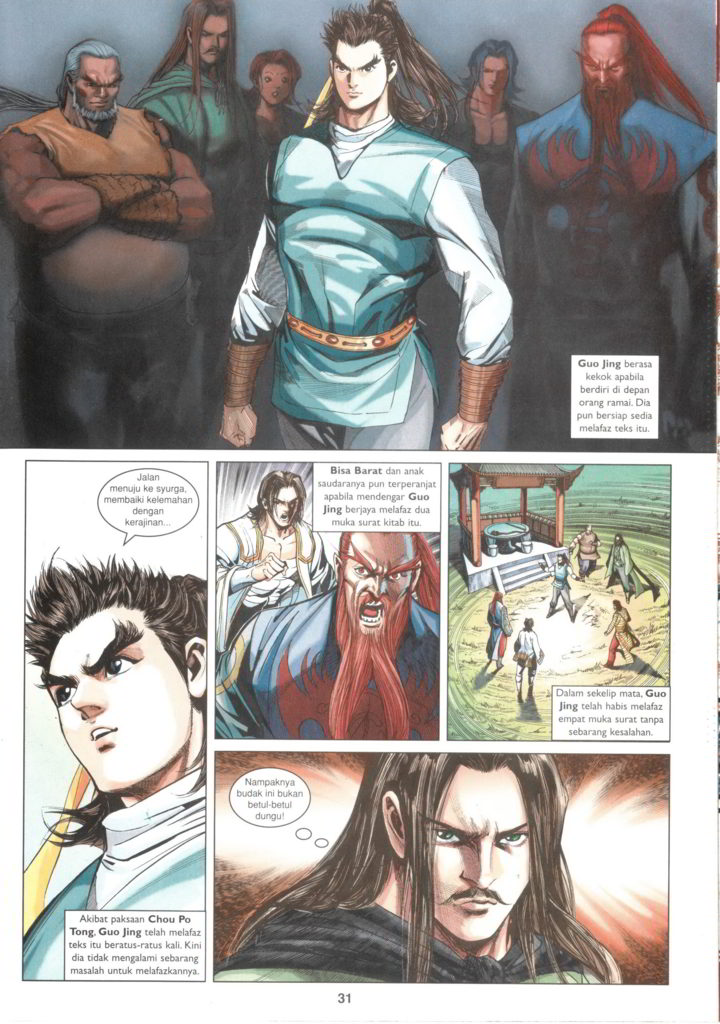 Guo Jing berasa
kekok apabila
berdiri di depan
orang ramai. Dia
pun bersiap sedia
melafaz teks itu.
Jalan
menuju ke syurga,
membaiki kelemahan
dengan
kerajinan...
Akibat paksaan Chou Po
Tong, Guo Jing telah melafaz
teks itu beratus-ratus kali. Kini
dia tidak mengalami sebarang
masalah untuk melafazkannya.
Bisa Barat dan anak
saudaranya pun terperanjat
apabila mendengar Guo
Jing berjaya melafaz dua
muka surat kitab itu.
Dalam sekelip mata, Guo
Jing telah habis melafaz
empat muka surat tanpa
sebarang kesalahan.
Nampaknya
budak ini bukan
betul-betul
dungu!
31